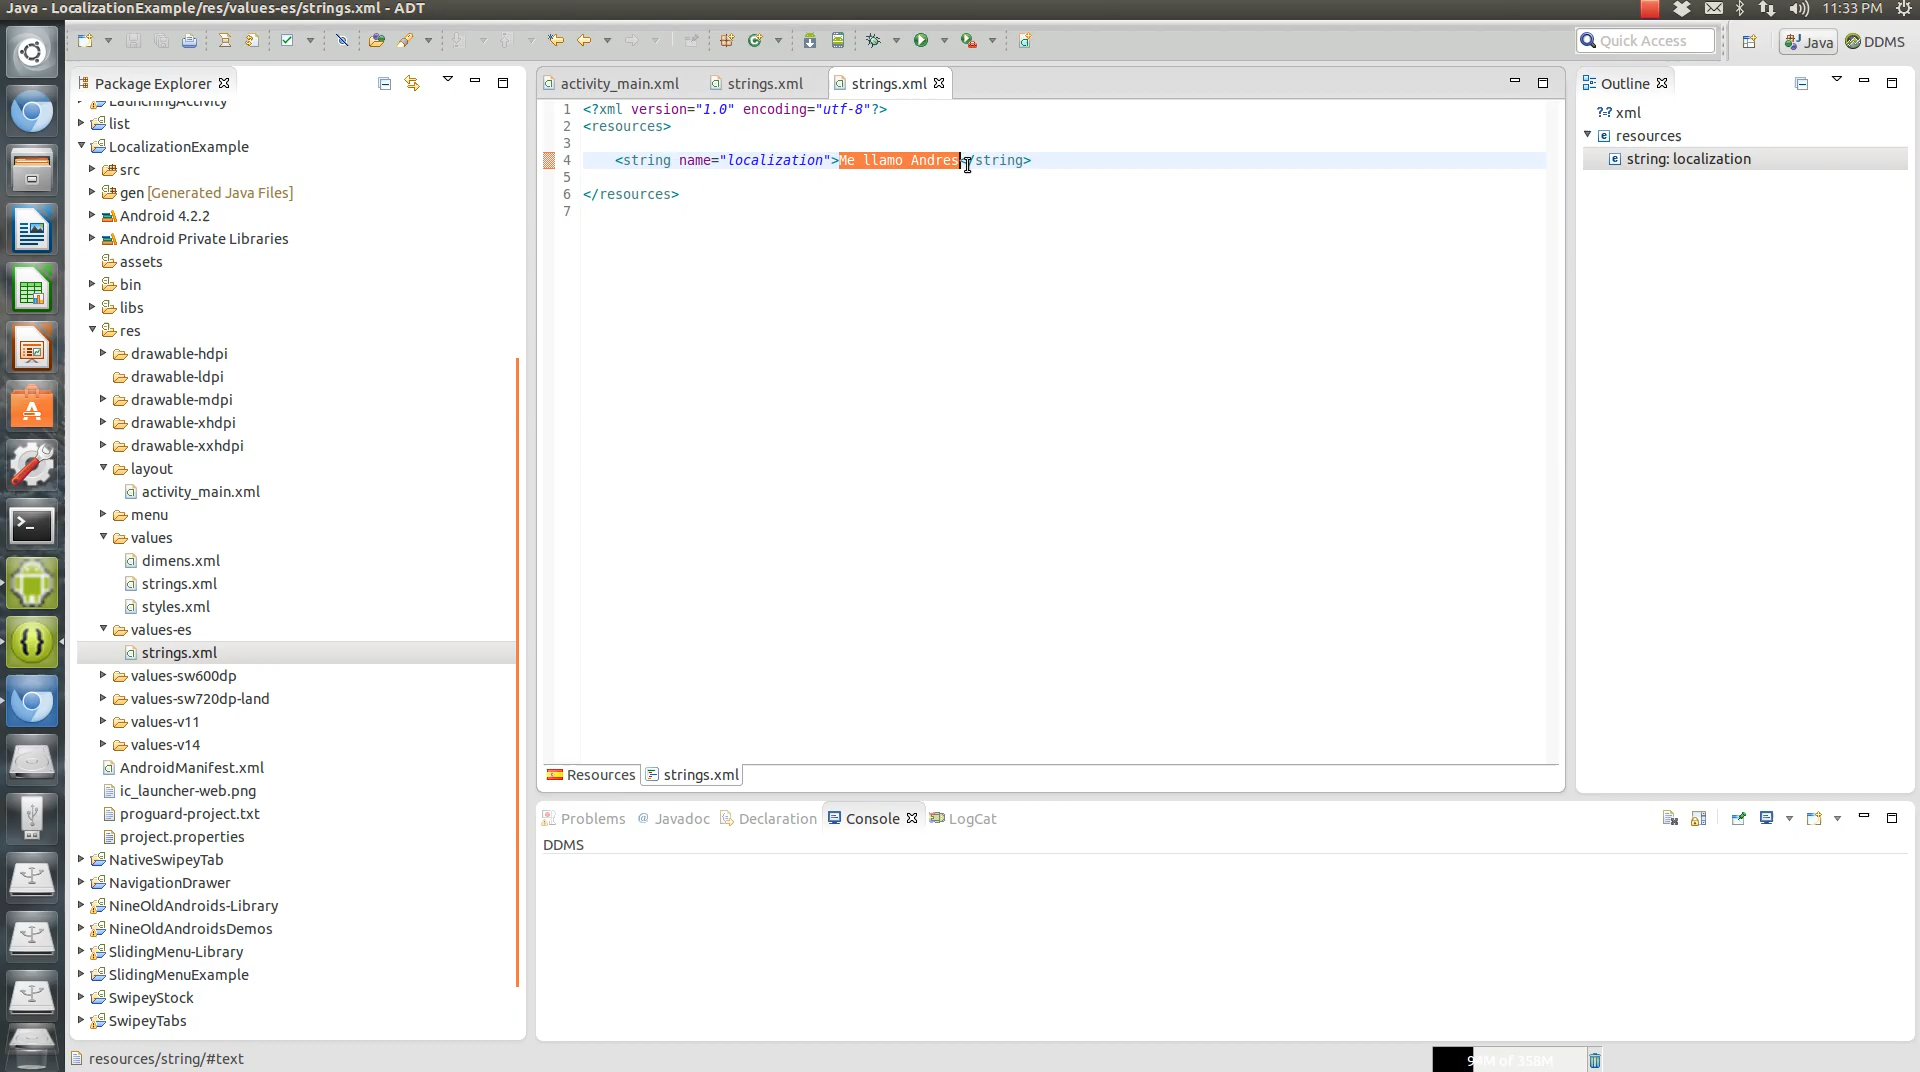 Java - LocalizationExample/res/values-es/strings.xml - ADT
11:33 PM
Quick Access
Java
DDMS
Package Explorer
LaunchingActivity
list
LocalizationExample
src
gen [Generated Java Files]
Android 4.2.2
Android Private Libraries
assets
bin
libs
res
drawable-hdpi
drawable-ldpi
drawable-mdpi
drawable-xhdpi
drawable-xxhdpi
layout
activity_main.xml
menu
values
dimens.xml
strings.xml
styles.xml
values-es
strings.xml
values-sw600dp
values-sw720dp-land
values-v11
values-v14
AndroidManifest.xml
ic_launcher-web.png
proguard-project.txt
project.properties
NativeSwipeyTab
NavigationDrawer
NineOldAndroids-Library
NineOldAndroidsDemos
SlidingMenu-Library
SlidingMenuExample
SwipeyStock
SwipeyTabs
activity_main.xml
strings.xml
strings.xml
1 <?xml version="1.0" encoding="utf-8"?>
2 <resources>
3
4 <string name="localization">Me llamo Andres</string>
5
6 </resources>
7
Resources
strings.xml
Outline
?? xml
resources
string: localization
Problems
@ Javadoc
Declaration
Console
LogCat
DDMS
resources/string/#text
M of 358M